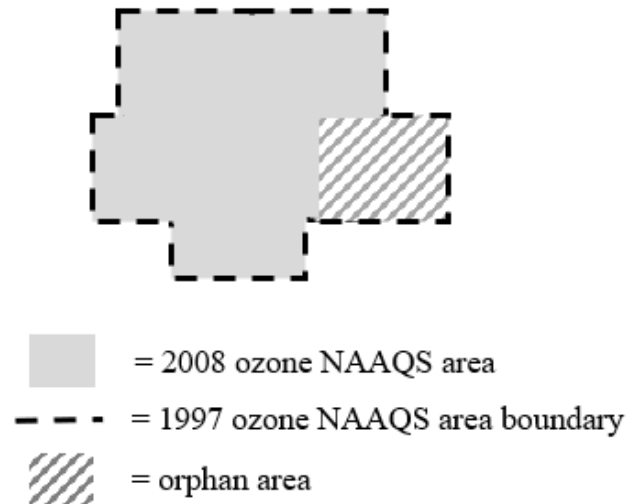 = 2008 ozone NAAQS area
= 1997 ozone NAAQS area boundary
= orphan area